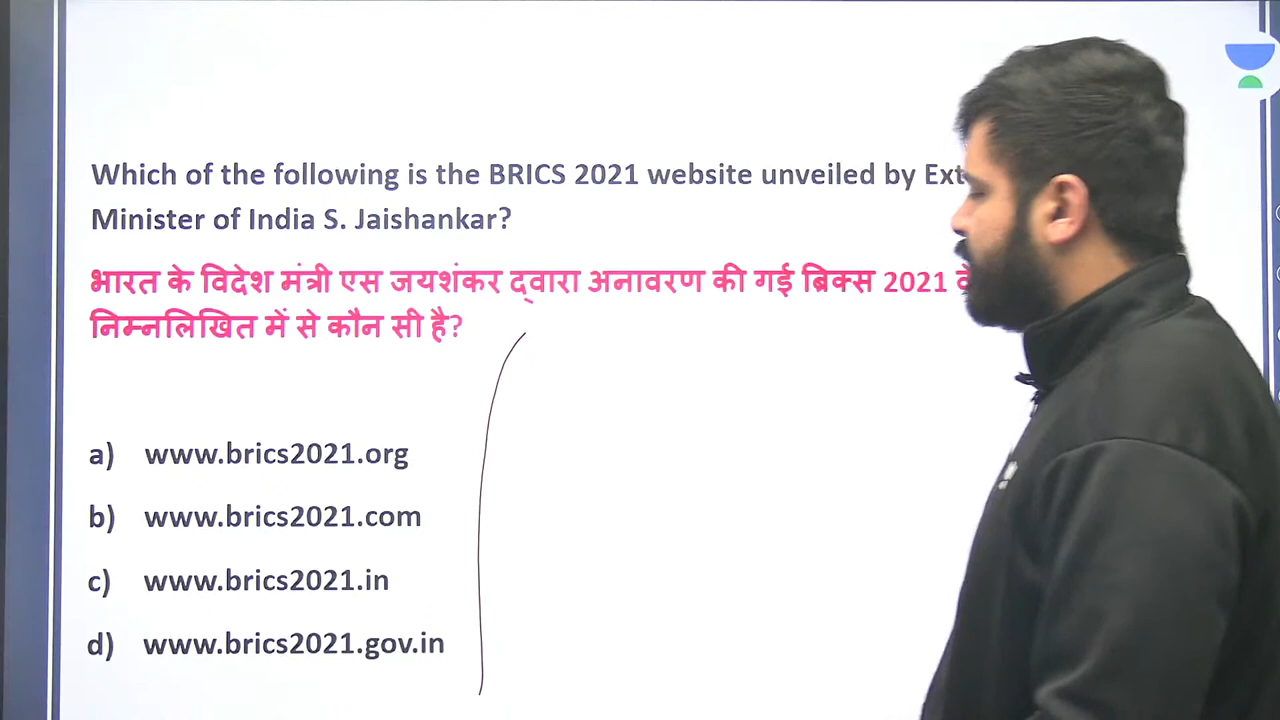 Which of the following is the BRICS 2021 website unveiled by Ext
Minister of India S. Jaishankar?
भारत के विदेश मंत्री एस जयशंकर द्वारा अनावरण की गई ब्रिक्स 2021
निम्नलिखित में से कौन सी है?
a) www.brics2021.org
b) www.brics2021.com
c) www.brics2021.in
d) www.brics2021.gov.in